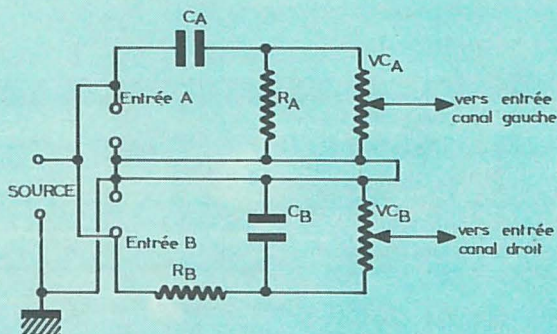 CA
VCA
Entrée A
RA
vers entrée
canal gauche
SOURCE
CB
VCB
Entrée B
vers entrée
canal droit
RB